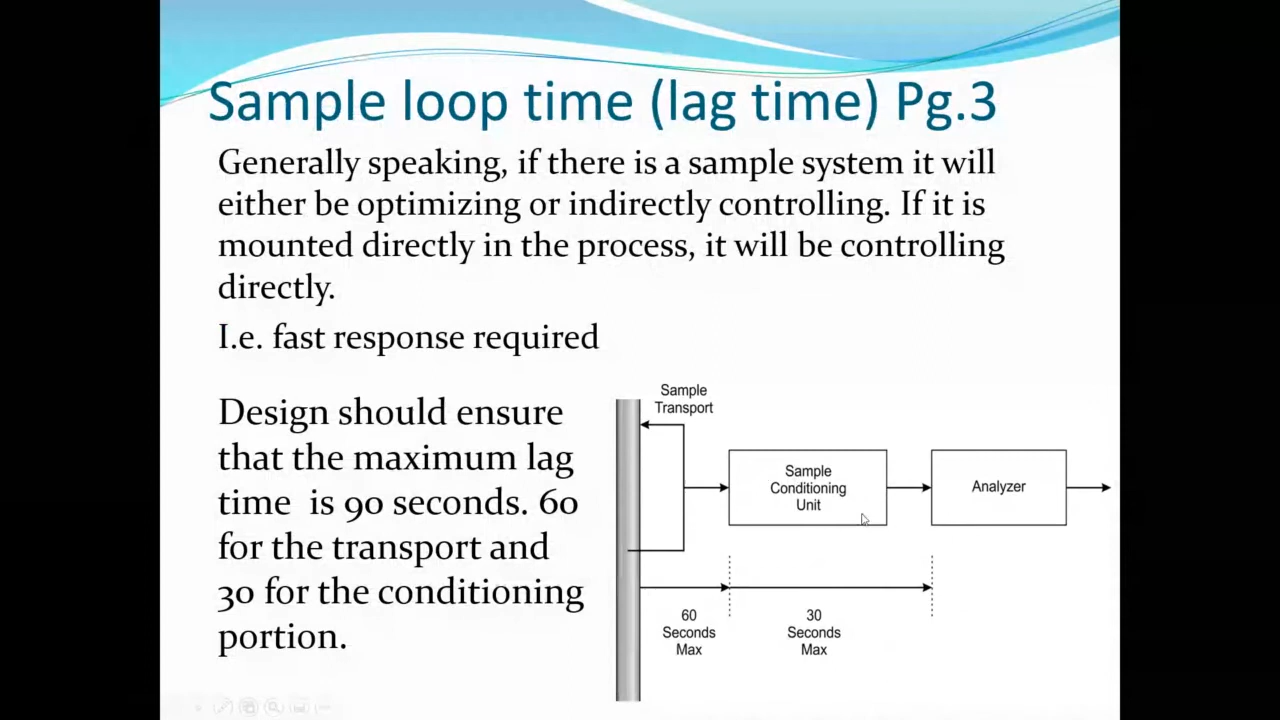 Sample loop time (lag time) Pg.3
Generally speaking, if there is a sample system it will
either be optimizing or indirectly controlling. If it is
mounted directly in the process, it will be controlling
directly.
I.e. fast response required
Design should ensure
that the maximum lag
time is 90 seconds. 60
for the transport and
30 for the conditioning
portion.
Sample
Transport
Sample
Conditioning
Unit
Analyzer
60
Seconds
Max
30
Seconds
Max